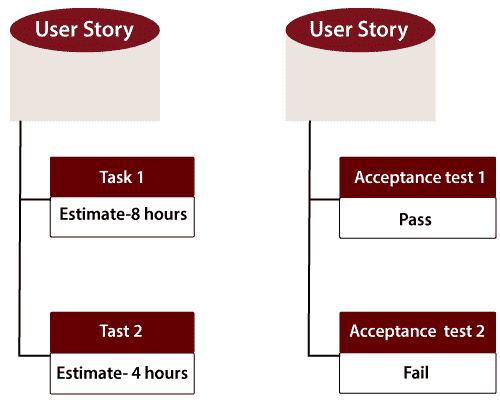 User Story
Task 1
Estimate-8 hours
Tast 2
Estimate- 4 hours
User Story
Acceptance test 1
Pass
Acceptance test 2
Fail